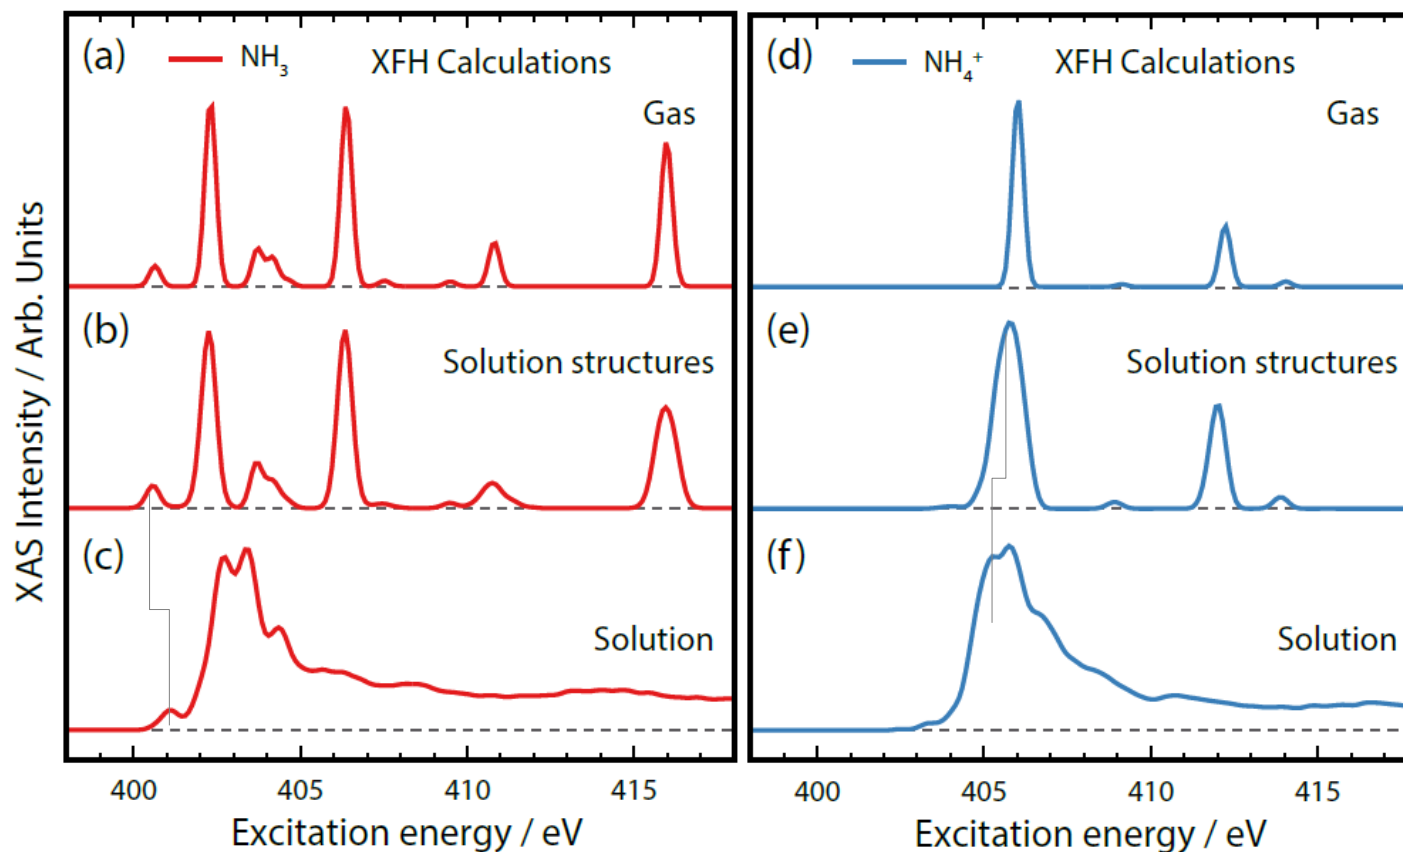 XAS Intensity / Arb. Units
(a) NH₃ XFH Calculations
Gas
(b)
Solution structures
(c)
Solution
400 405 410 415
Excitation energy / eV
(d) NH₄⁺ XFH Calculations
Gas
(e)
Solution structures
(f)
Solution
400 405 410 415
Excitation energy / eV